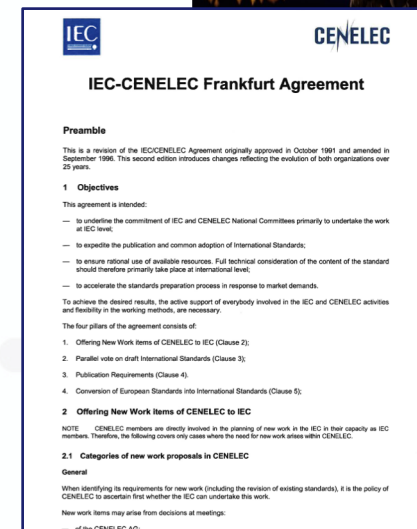 IEC
CENELEC
IEC-CENELEC Frankfurt Agreement
Preamble
This is a revision of the IEC/CENELEC Agreement originally approved in October 1991 and amended in
September 1996. This second edition introduces changes reflecting the evolution of both organizations over
25 years.
1 Objectives
This agreement is intended:
— to underline the commitment of IEC and CENELEC National Committees primarily to undertake the work
at IEC level;
— to expedite the publication and common adoption of International Standards;
— to ensure rational use of available resources. Full technical consideration of the content of the standard
should therefore primarily take place at international level;
— to accelerate the standards preparation process in response to market demands.
To achieve the desired results, the active support of everybody involved in the IEC and CENELEC activities
and flexibility in the working methods, are necessary.
The four pillars of the agreement consists of:
1. Offering New Work items of CENELEC to IEC (Clause 2);
2. Parallel vote on draft International Standards (Clause 3);
3. Publication Requirements (Clause 4).
4. Conversion of European Standards into International Standards (Clause 5);
2 Offering New Work items of CENELEC to IEC
NOTE CENELEC members are directly involved in the planning of new work in the IEC in their capacity as IEC
members. Therefore, the following covers only cases where the need for new work arises within CENELEC.
2.1 Categories of new work proposals in CENELEC
General
When identifying its requirements for new work (including the revision of existing standards), it is the policy of
CENELEC to ascertain first whether the IEC can undertake this work.
New work items may arise from decisions at meetings:
— of the CENELEC AG;